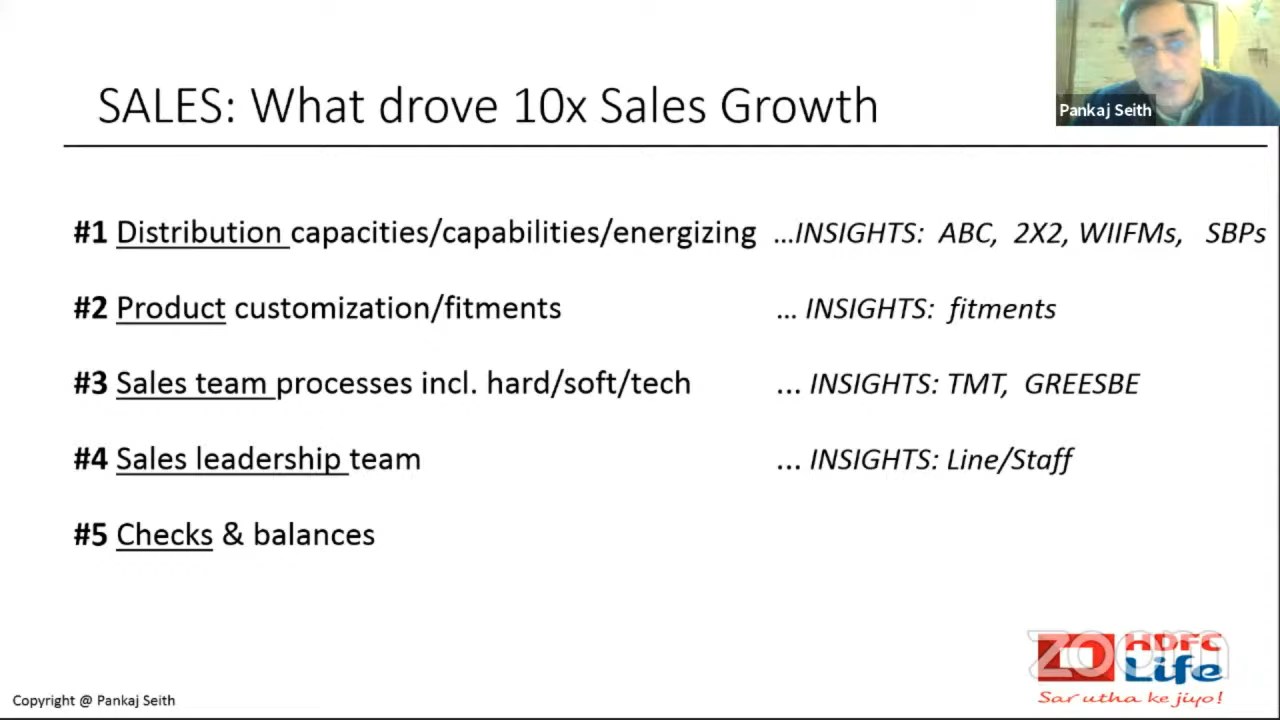 SALES: What drove 10x Sales Growth
Pankaj Seith
#1 Distribution capacities/capabilities/energizing ...INSIGHTS: ABC, 2X2, WIIFMs, SBPs
#2 Product customization/fitments ... INSIGHTS: fitments
#3 Sales team processes incl. hard/soft/tech ... INSIGHTS: TMT, GREESBE
#4 Sales leadership team ... INSIGHTS: Line/Staff
#5 Checks & balances
zoom
HDFC
Life
Sar utha ke jiyo!
Copyright @ Pankaj Seith